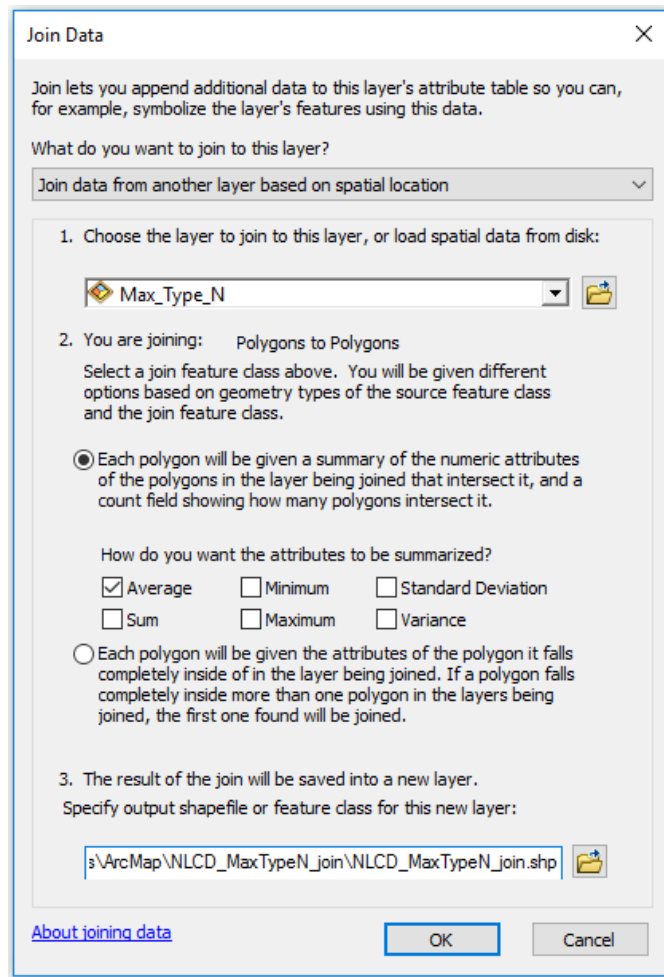 Join Data
Join lets you append additional data to this layer's attribute table so you can,
for example, symbolize the layer's features using this data.
What do you want to join to this layer?
Join data from another layer based on spatial location
1. Choose the layer to join to this layer, or load spatial data from disk:
Max_Type_N
2. You are joining: Polygons to Polygons
Select a join feature class above. You will be given different
options based on geometry types of the source feature class
and the join feature class.
Each polygon will be given a summary of the numeric attributes
of the polygons in the layer being joined that intersect it, and a
count field showing how many polygons intersect it.
How do you want the attributes to be summarized?
Average Minimum Standard Deviation
Sum Maximum Variance
Each polygon will be given the attributes of the polygon it falls
completely inside of in the layer being joined. If a polygon falls
completely inside more than one polygon in the layers being
joined, the first one found will be joined.
3. The result of the join will be saved into a new layer.
Specify output shapefile or feature class for this new layer:
s\ArcMap\NLCD_MaxTypeN_join\NLCD_MaxTypeN_join.shp
About joining data OK Cancel